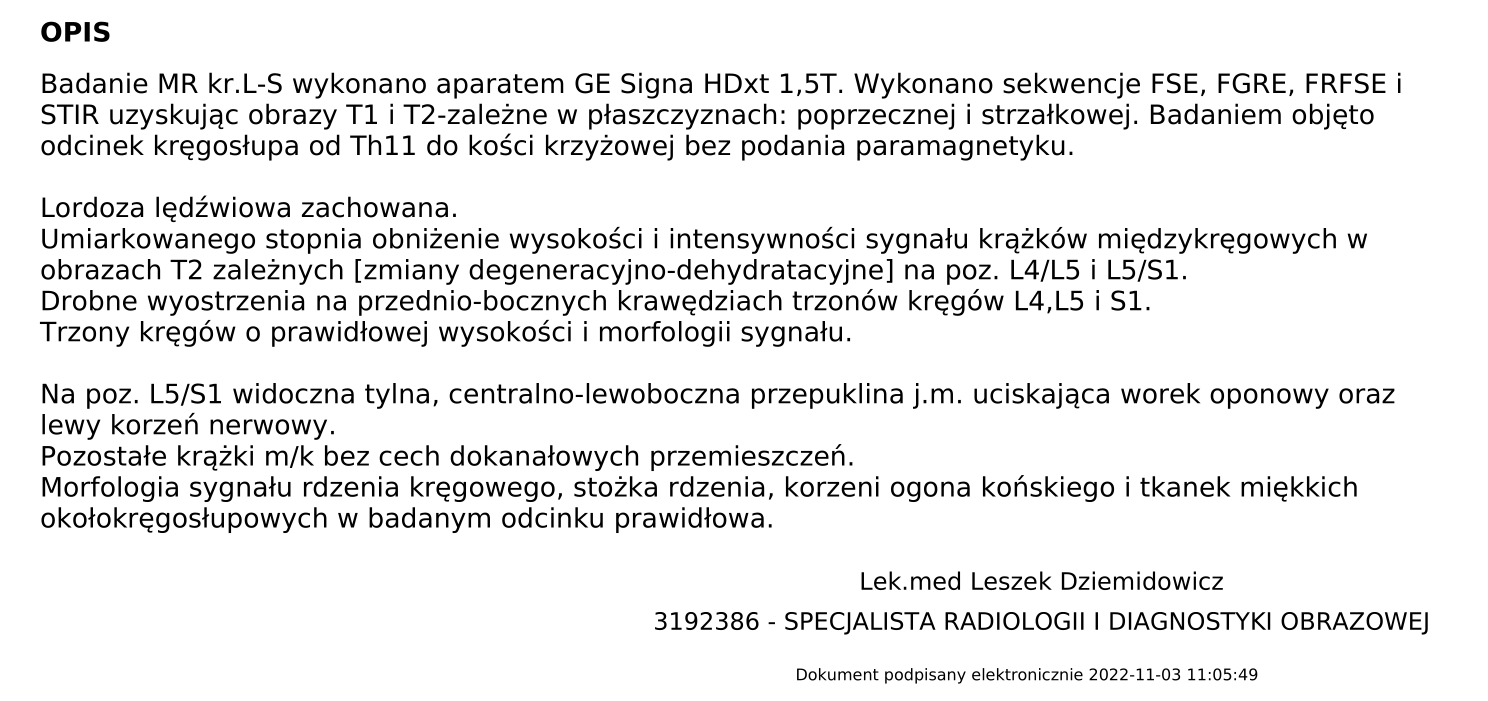 OPIS
Badanie MR kr.L-S wykonano aparatem GE Signa HDxt 1,5T. Wykonano sekwencje FSE, FGRE, FRFSE i
STIR uzyskując obrazy T1 i T2-zależne w płaszczyznach: poprzecznej i strzałkowej. Badaniem objęto
odcinek kręgosłupa od Th11 do kości krzyżowej bez podania paramagnetyku.
Lordoza lędźwiowa zachowana.
Umiarkowanego stopnia obniżenie wysokości i intensywności sygnału krążków międzykręgowych w
obrazach T2 zależnych [zmiany degeneracyjno-dehydratacyjne] na poz. L4/L5 i L5/S1.
Drobne wyostrzenia na przednio-bocznych krawędziach trzonów kręgów L4,L5 i S1.
Trzony kręgów o prawidłowej wysokości i morfologii sygnału.
Na poz. L5/S1 widoczna tylna, centralno-lewoboczna przepuklina j.m. uciskająca worek oponowy oraz
lewy korzeń nerwowy.
Pozostałe krążki m/k bez cech dokanałowych przemieszczeń.
Morfologia sygnału rdzenia kręgowego, stożka rdzenia, korzeni ogona końskiego i tkanek miękkich
okołokręgosłupowych w badanym odcinku prawidłowa.
Lek.med Leszek Dziemidowicz
3192386 - SPECJALISTA RADIOLOGII I DIAGNOSTYKI OBRAZOWEJ
Dokument podpisany elektronicznie 2022-11-03 11:05:49